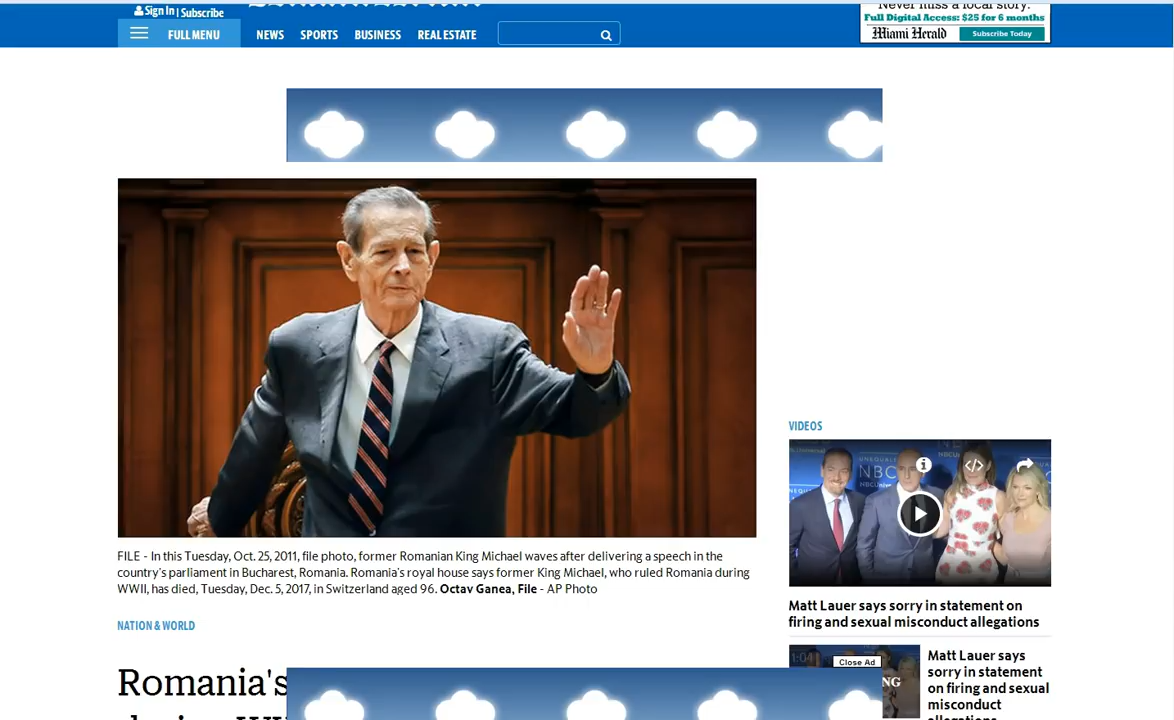 Sign In | Subscribe
Never miss a local story.
Full Digital Access: $25 for 6 months
Miami Herald
Subscribe Today
FULL MENU
NEWS
SPORTS
BUSINESS
REAL ESTATE
FILE - In this Tuesday, Oct. 25, 2011, file photo, former Romanian King Michael waves after delivering a speech in the
country's parliament in Bucharest, Romania. Romania's royal house says former King Michael, who ruled Romania during
WWII, has died, Tuesday, Dec. 5, 2017, in Switzerland aged 96. Octav Ganea, File - AP Photo
NATION & WORLD
Romania's
VIDEOS
NBC
Matt Lauer says sorry in statement on
firing and sexual misconduct allegations
1:04
Close Ad
NG
Matt Lauer says
sorry in statement
on firing and sexual
misconduct
allegations